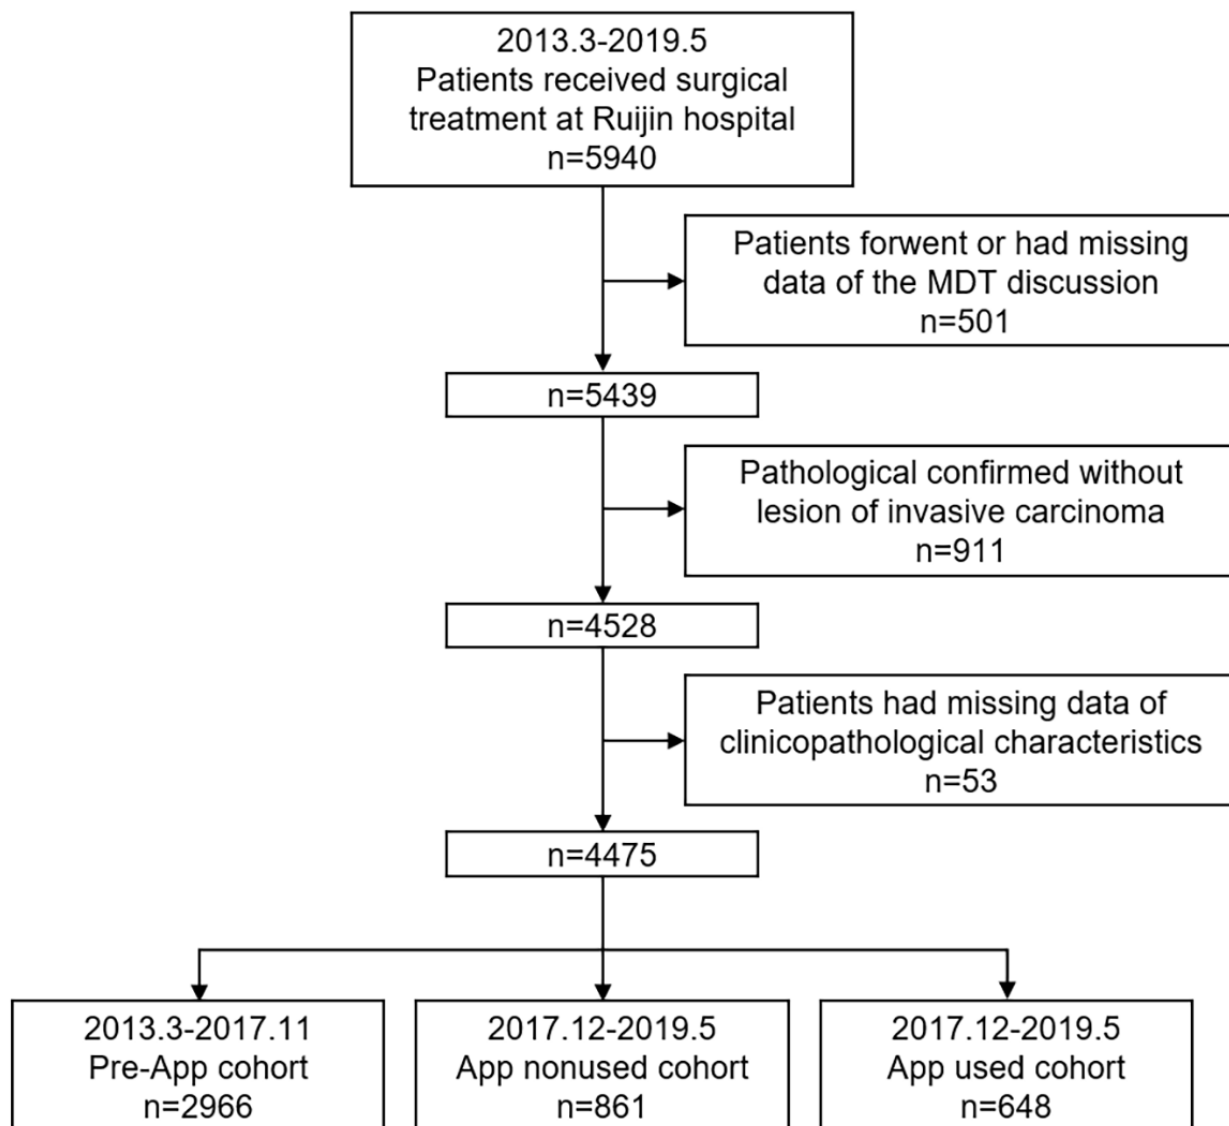 2013.3-2019.5
Patients received surgical
treatment at Ruijin hospital
n=5940
Patients forwent or had missing
data of the MDT discussion
n=501
n=5439
Pathological confirmed without
lesion of invasive carcinoma
n=911
n=4528
Patients had missing data of
clinicopathological characteristics
n=53
n=4475
2013.3-2017.11
Pre-App cohort
n=2966
2017.12-2019.5
App nonused cohort
n=861
2017.12-2019.5
App used cohort
n=648